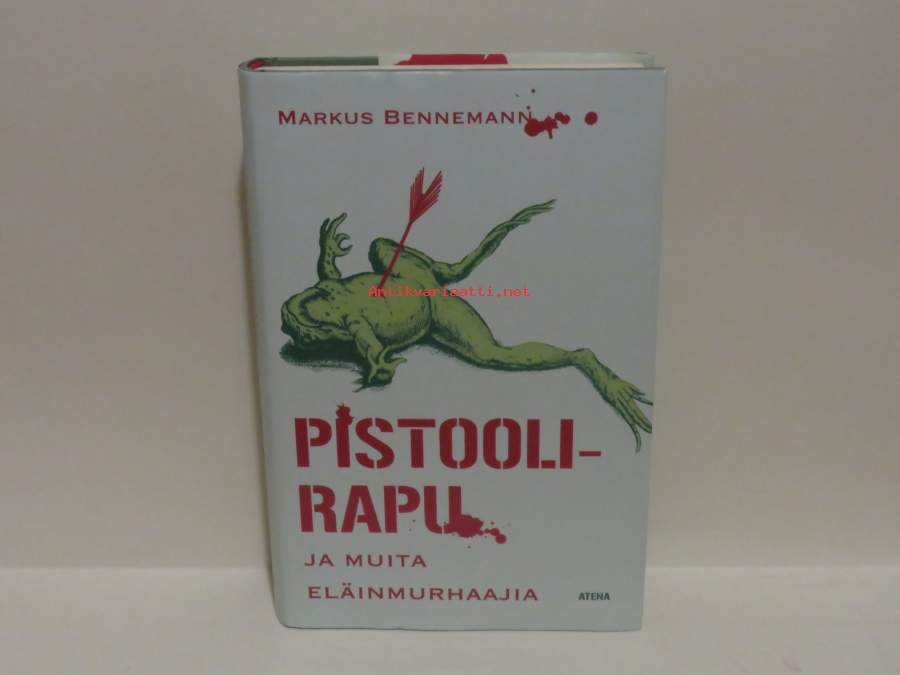 MARKUS BENNEMANN
Antikvariaatti.net
PISTOOLI-
RAPU
JA MUITA
ELÄINMURHAAJIA
ATENA